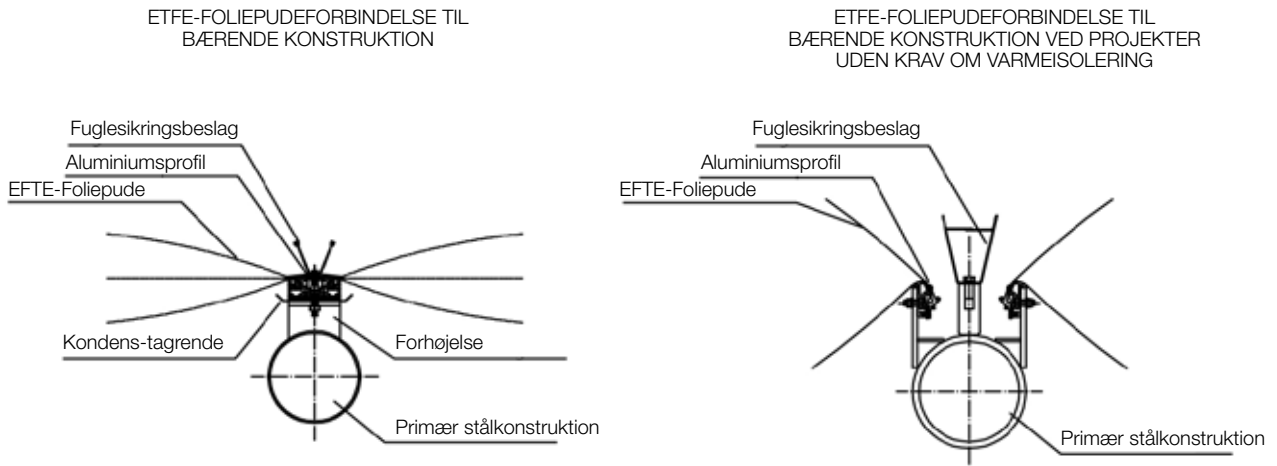 ETFE-FOLIEPUDEFORBINDELSE TIL
BÆRENDE KONSTRUKTION
Fuglesikringsbeslag
Aluminiumsprofil
EFTE-Foliepude
Kondens-tagrende
Forhøjelse
Primær stålkonstruktion
ETFE-FOLIEPUDEFORBINDELSE TIL
BÆRENDE KONSTRUKTION VED PROJEKTER
UDEN KRAV OM VARMEISOLERING
Fuglesikringsbeslag
Aluminiumsprofil
EFTE-Foliepude
Primær stålkonstruktion